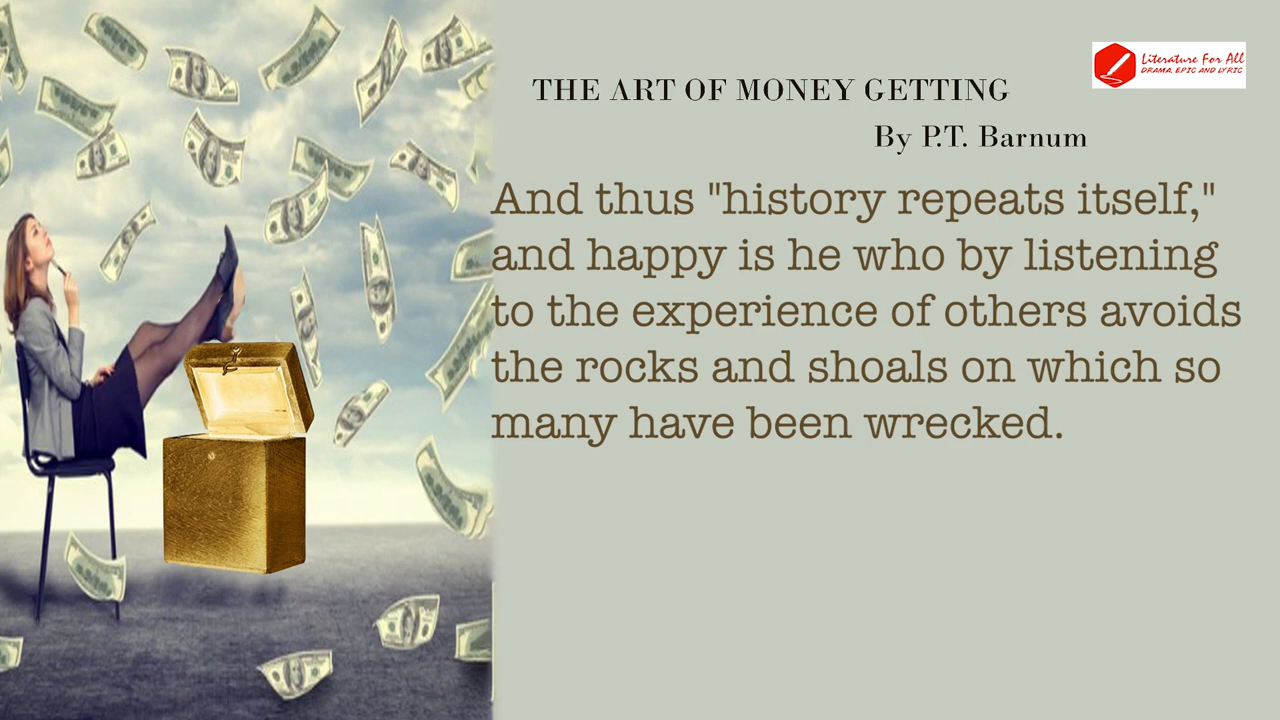 Literature For All
DRAMA, EPIC AND LYRIC
THE ART OF MONEY GETTING
By P.T. Barnum
And thus "history repeats itself,"
and happy is he who by listening
to the experience of others avoids
the rocks and shoals on which so
many have been wrecked.